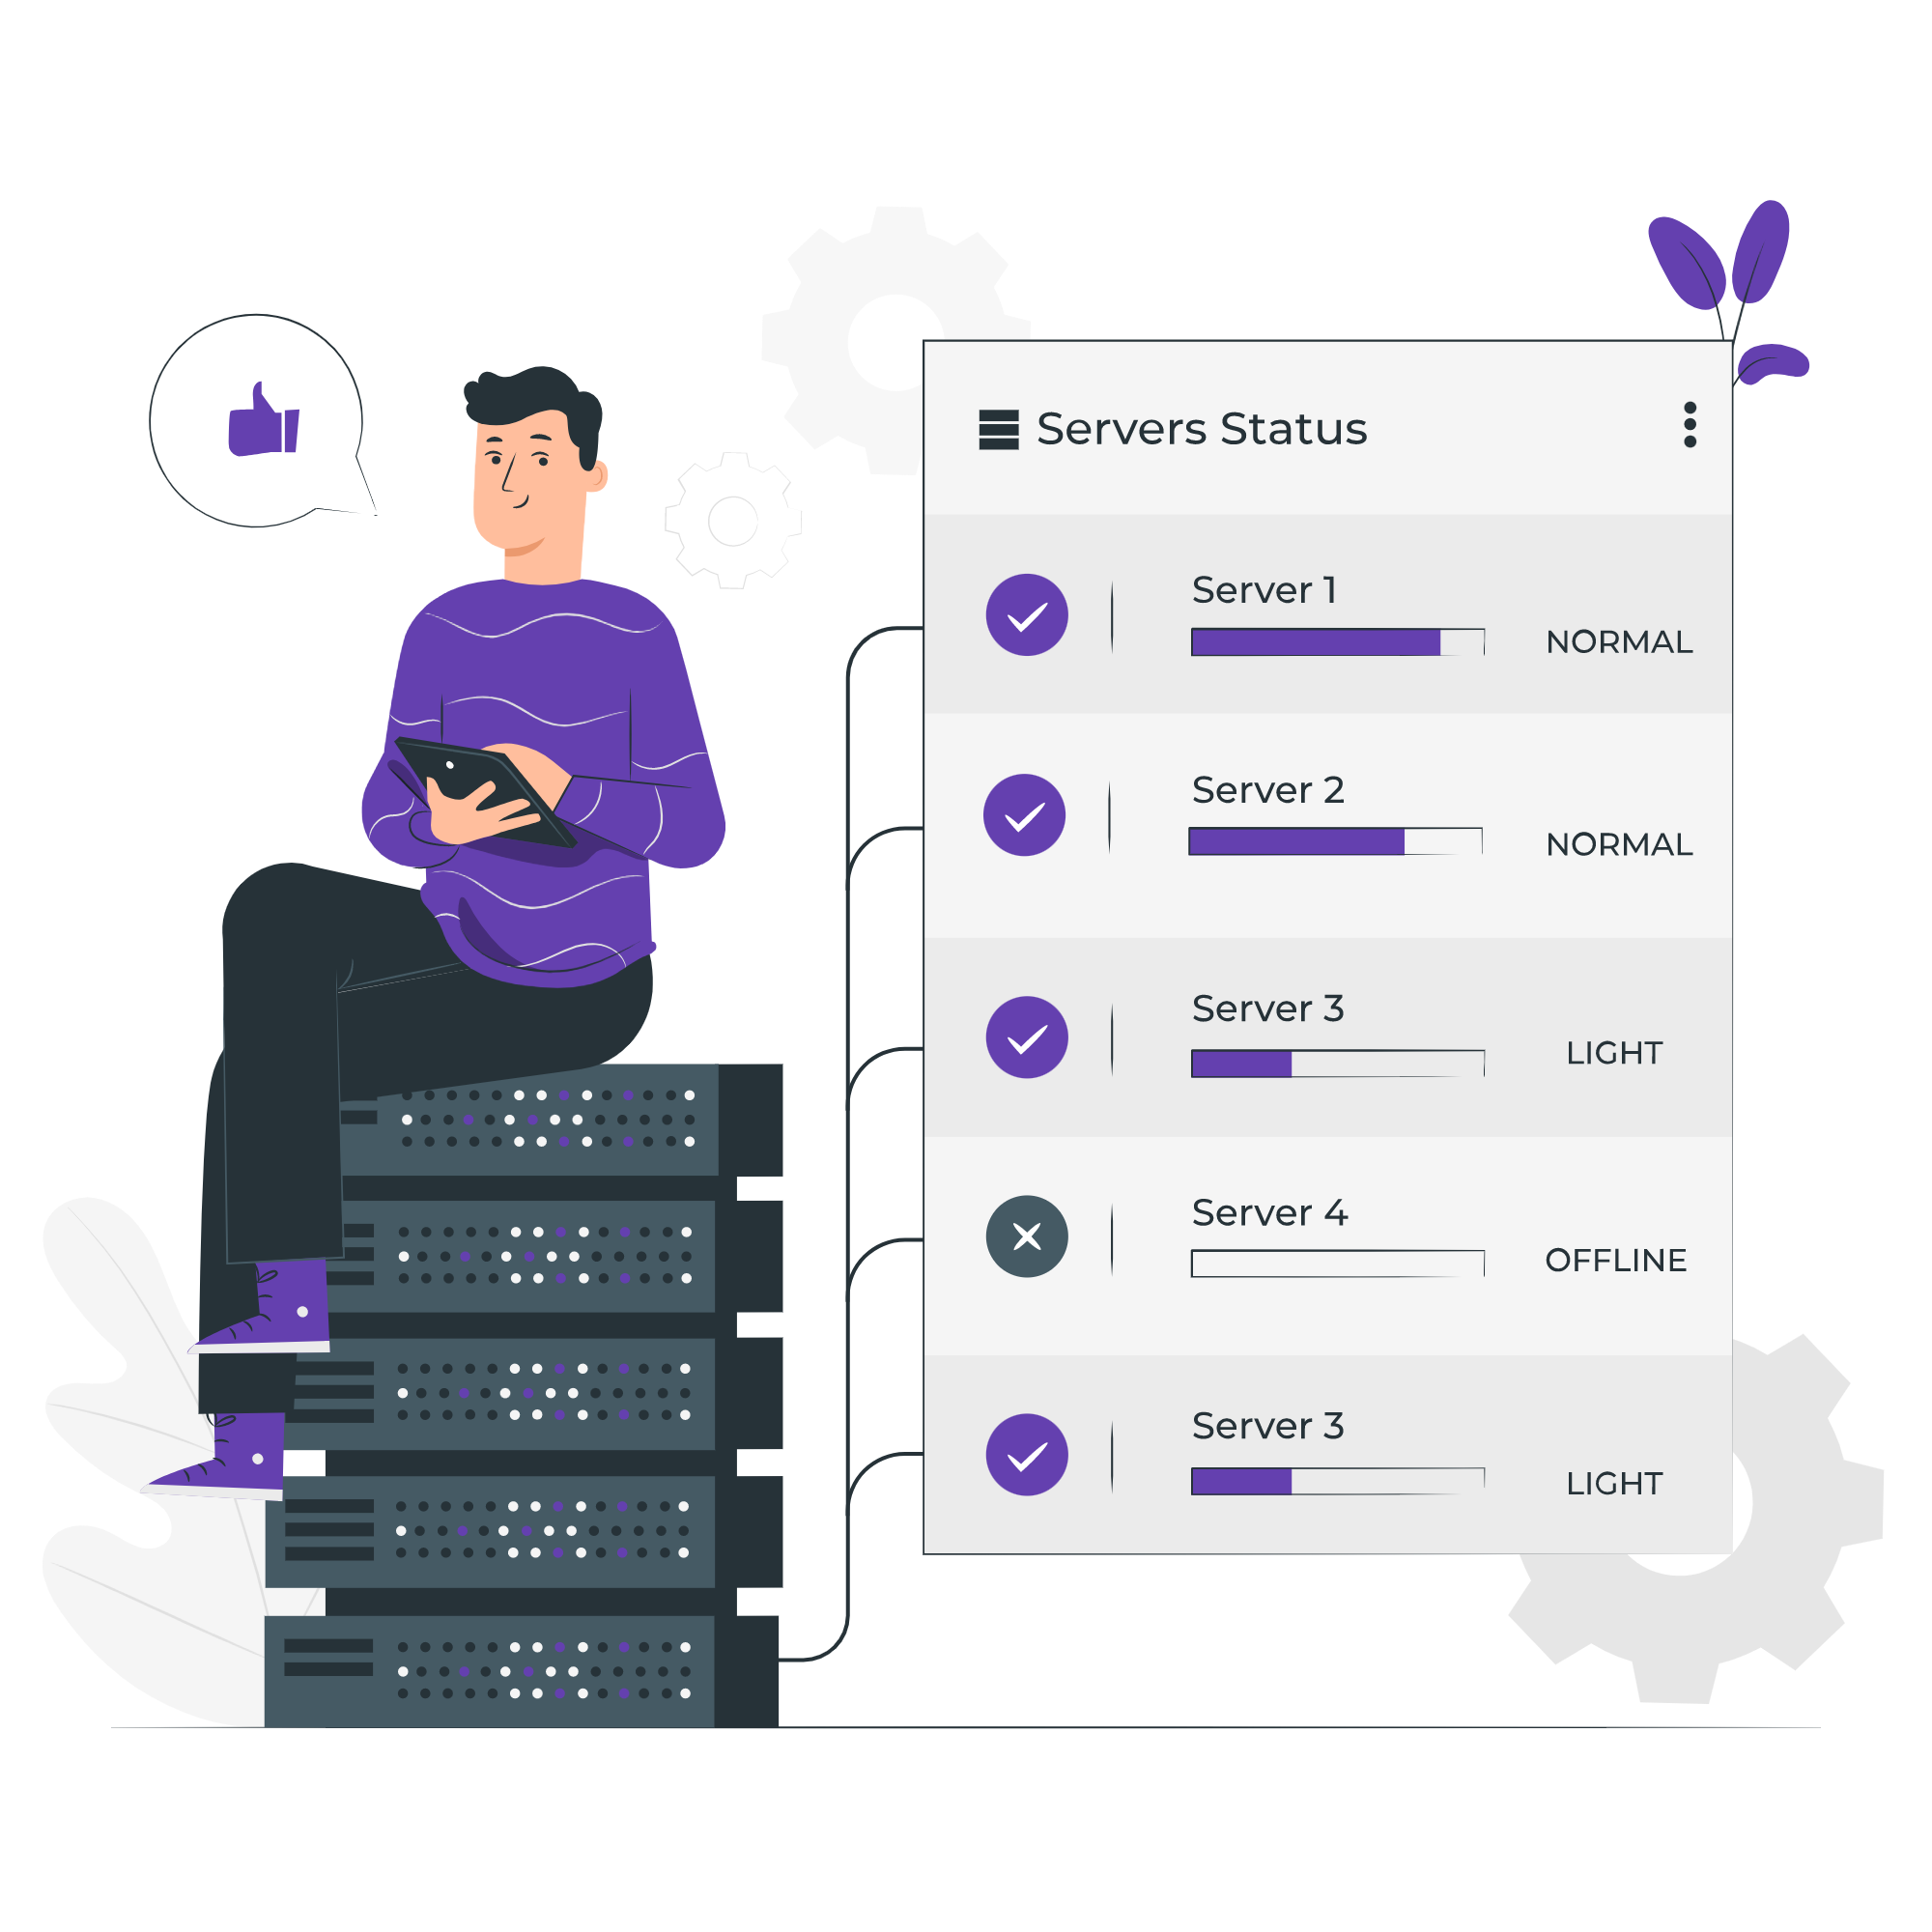 Servers Status
Server 1
NORMAL
Server 2
NORMAL
Server 3
LIGHT
Server 4
OFFLINE
Server 3
LIGHT